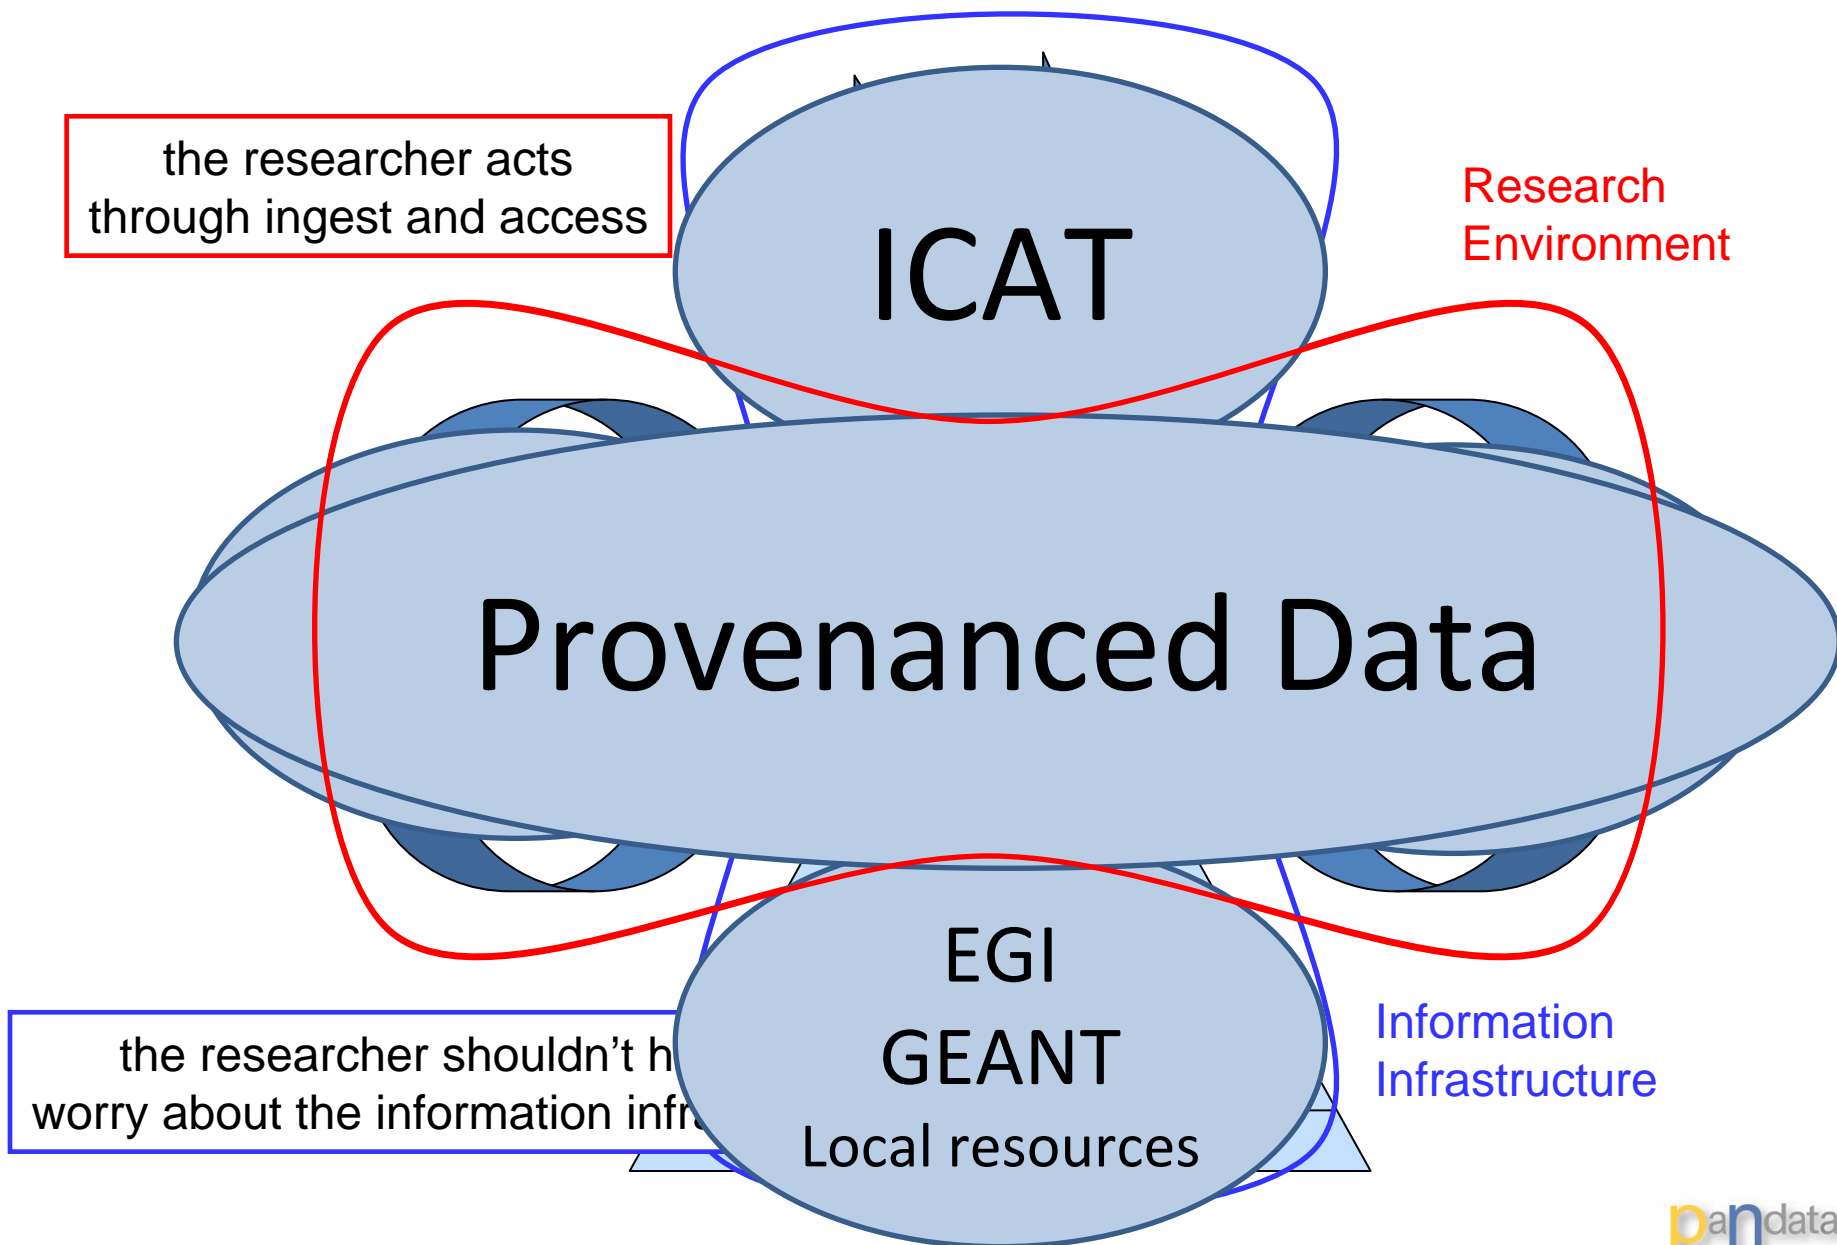 the researcher acts
through ingest and access
ICAT
Research
Environment
Provenanced Data
EGI
GEANT
Local resources
the researcher shouldn't
worry about the information
Information
Infrastructure
pandata